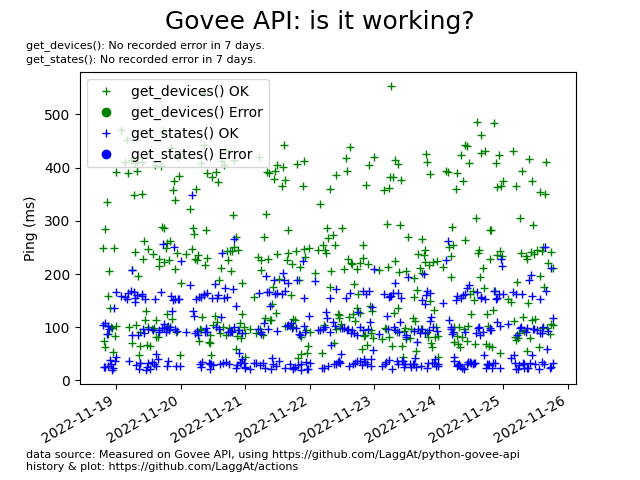 Govee API: is it working?
get_devices(): No recorded error in 7 days.
get_states(): No recorded error in 7 days.
get_devices() OK
get_devices() Error
get_states() OK
get_states() Error
Ping (ms)
500
400
300
200
100
0
2022-11-19
2022-11-20
2022-11-21
2022-11-22
2022-11-23
2022-11-24
2022-11-25
2022-11-26
data source: Measured on Govee API, using https://github.com/LaggAt/python-govee-api
history & plot: https://github.com/LaggAt/actions